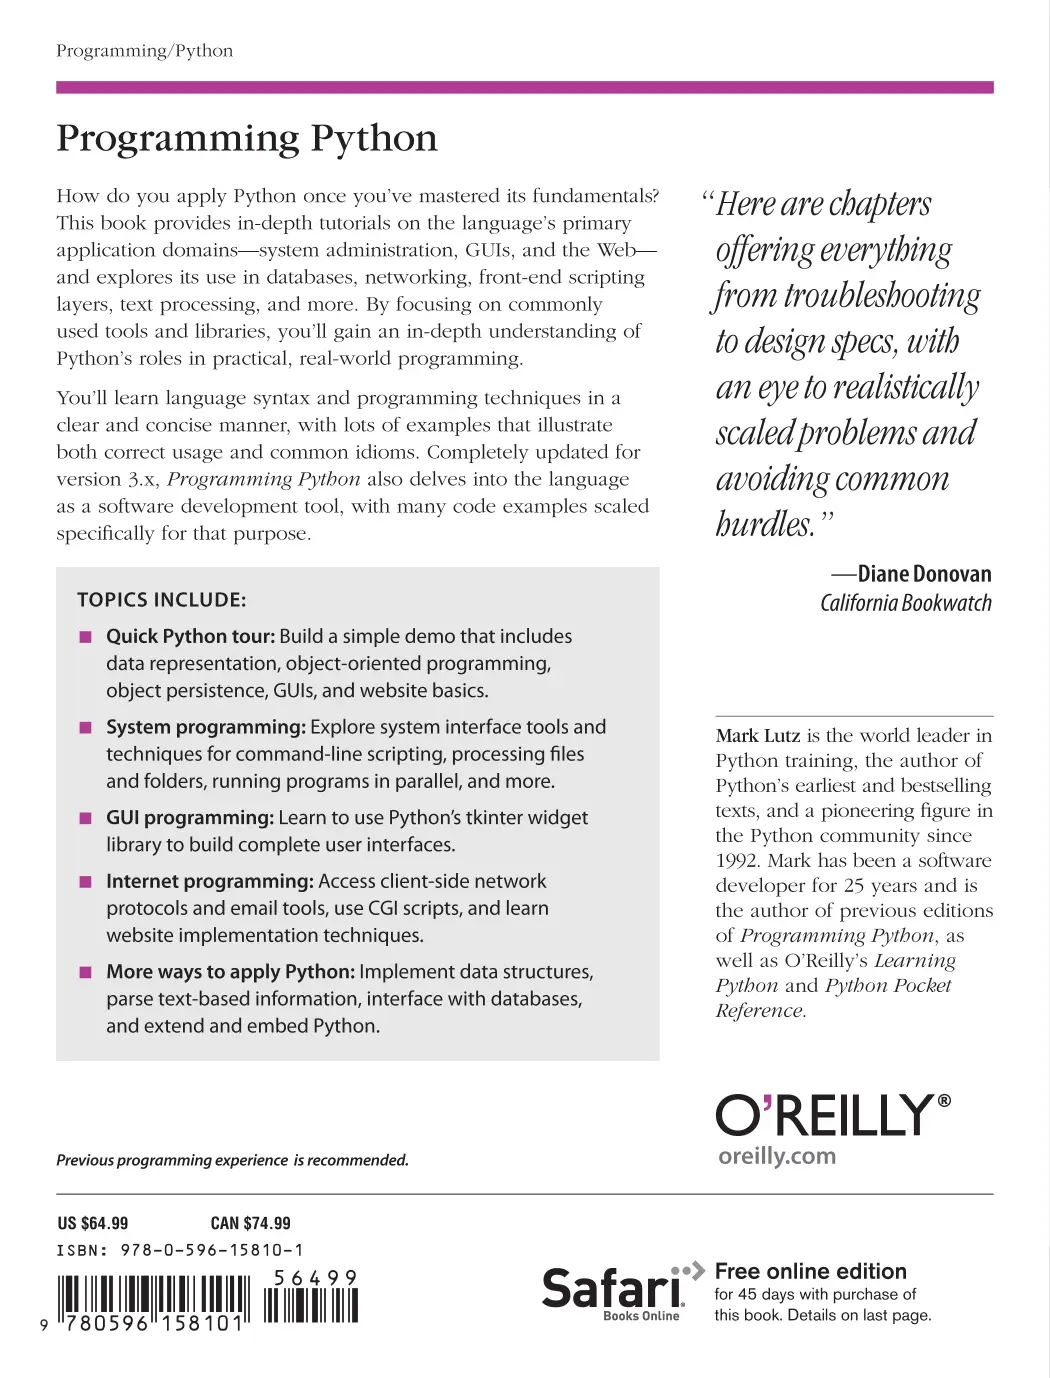 Programming/Python
Programming Python
How do you apply Python once you’ve mastered its fundamentals?
This book provides in-depth tutorials on the language’s primary
application domains—system administration, GUIs, and the Web—
and explores its use in databases, networking, front-end scripting
layers, text processing, and more. By focusing on commonly
used tools and libraries, you’ll gain an in-depth understanding of
Python’s roles in practical, real-world programming.
You’ll learn language syntax and programming techniques in a
clear and concise manner, with lots of examples that illustrate
both correct usage and common idioms. Completely updated for
version 3.x, Programming Python also delves into the language
as a software development tool, with many code examples scaled
specifically for that purpose.
TOPICS INCLUDE:
■ Quick Python tour: Build a simple demo that includes
data representation, object-oriented programming,
object persistence, GUIs, and website basics.
■ System programming: Explore system interface tools and
techniques for command-line scripting, processing files
and folders, running programs in parallel, and more.
■ GUI programming: Learn to use Python’s tkinter widget
library to build complete user interfaces.
■ Internet programming: Access client-side network
protocols and email tools, use CGI scripts, and learn
website implementation techniques.
■ More ways to apply Python: Implement data structures,
parse text-based information, interface with databases,
and extend and embed Python.
Previous programming experience is recommended.
“Here are chapters
offering everything
from troubleshooting
to design specs, with
an eye to realistically
scaled problems and
avoiding common
hurdles.”
—Diane Donovan
California Bookwatch
Mark Lutz is the world leader in
Python training, the author of
Python’s earliest and bestselling
texts, and a pioneering figure in
the Python community since
1992. Mark has been a software
developer for 25 years and is
the author of previous editions
of Programming Python, as
well as O’Reilly’s Learning
Python and Python Pocket
Reference.
O’REILLY®
oreilly.com
US $64.99 CAN $74.99
ISBN: 978-0-596-15810-1
56499
9 780596 158101
Safari®
Books Online
Free online edition
for 45 days with purchase of
this book. Details on last page.